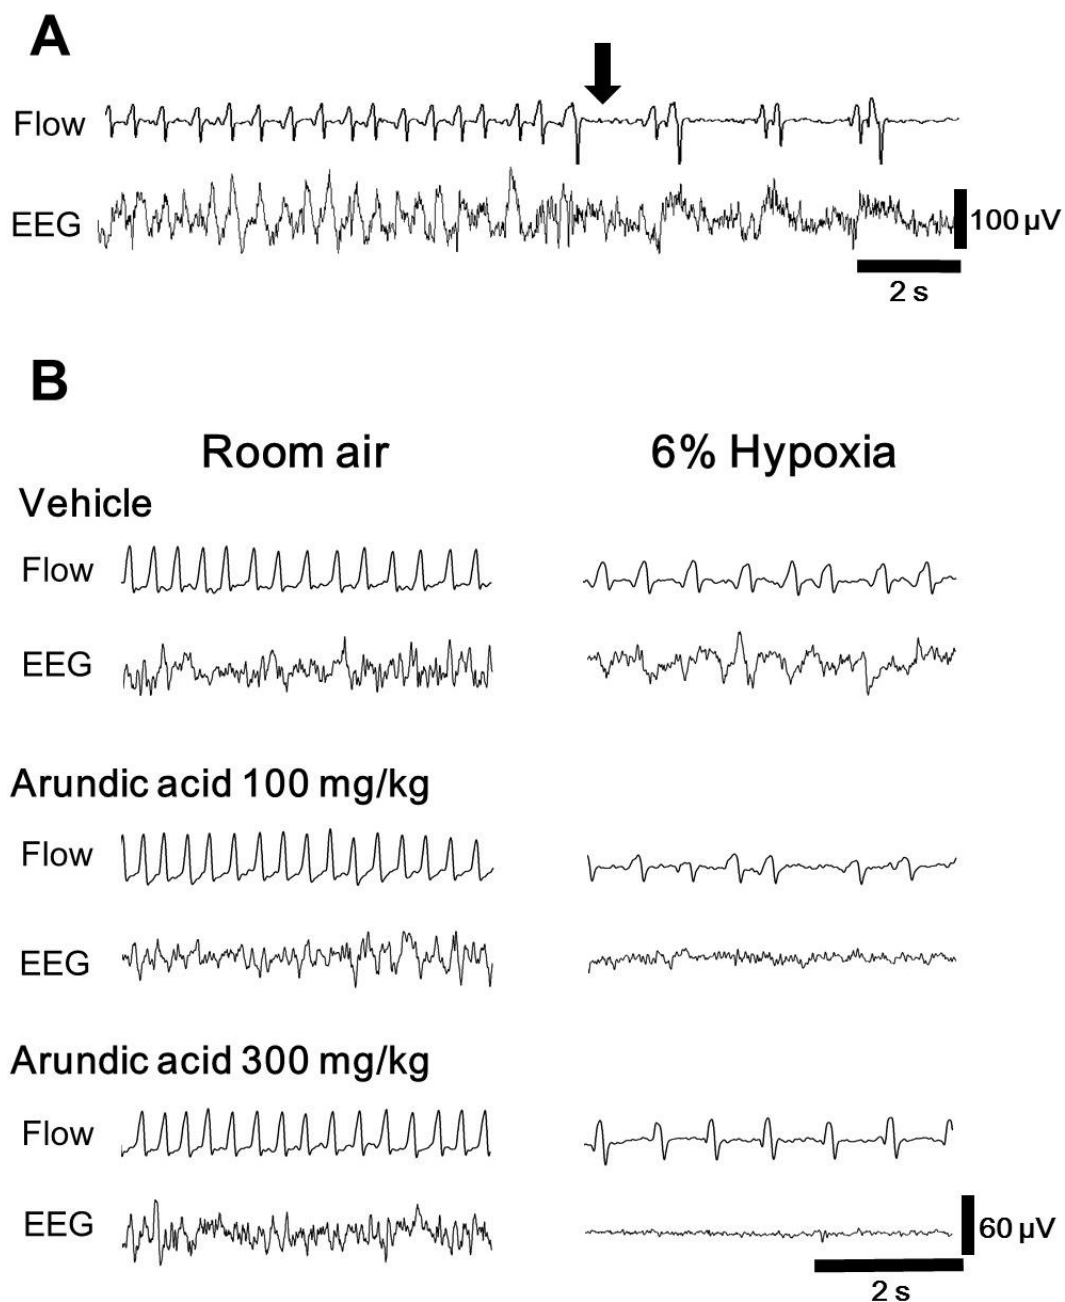 A
Flow
EEG
100 µV
2 s
B
Room air
6% Hypoxia
Vehicle
Flow
EEG
Arundic acid 100 mg/kg
Flow
EEG
Arundic acid 300 mg/kg
Flow
EEG
60 µV
2 s